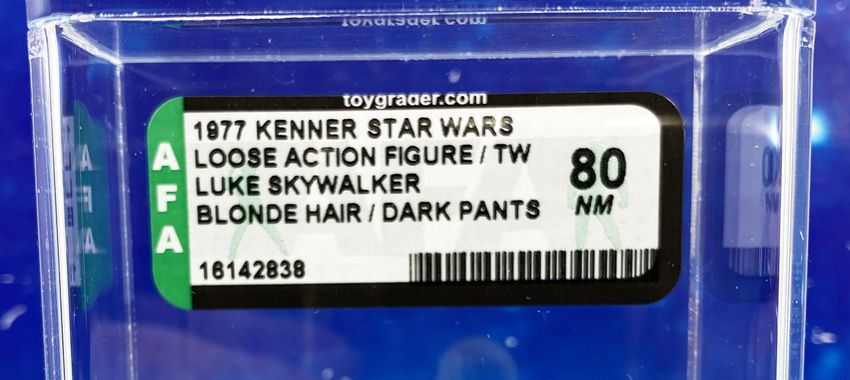 toygrader.com
1977 KENNER STAR WARS
LOOSE ACTION FIGURE / TW
LUKE SKYWALKER
BLONDE HAIR / DARK PANTS
80
NM
AFA
16142838